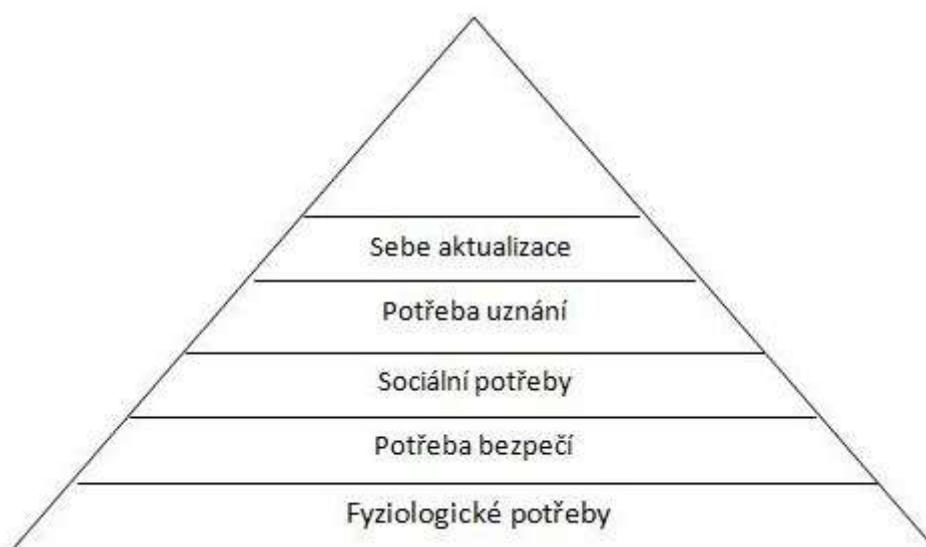 Sebe aktualizace
Potřeba uznání
Sociální potřeby
Potřeba bezpečí
Fyziologické potřeby